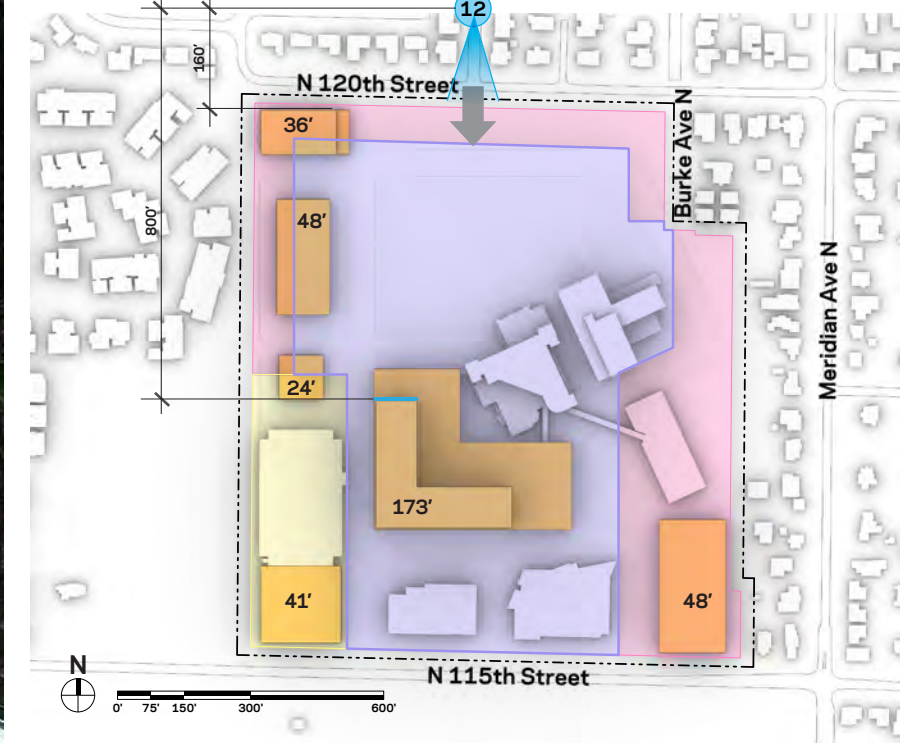 12
160'
N 120th Street
36'
Burke Ave N
800'
48'
Meridian Ave N
24'
173'
41'
48'
N 115th Street
N
0' 75' 150' 300' 600'